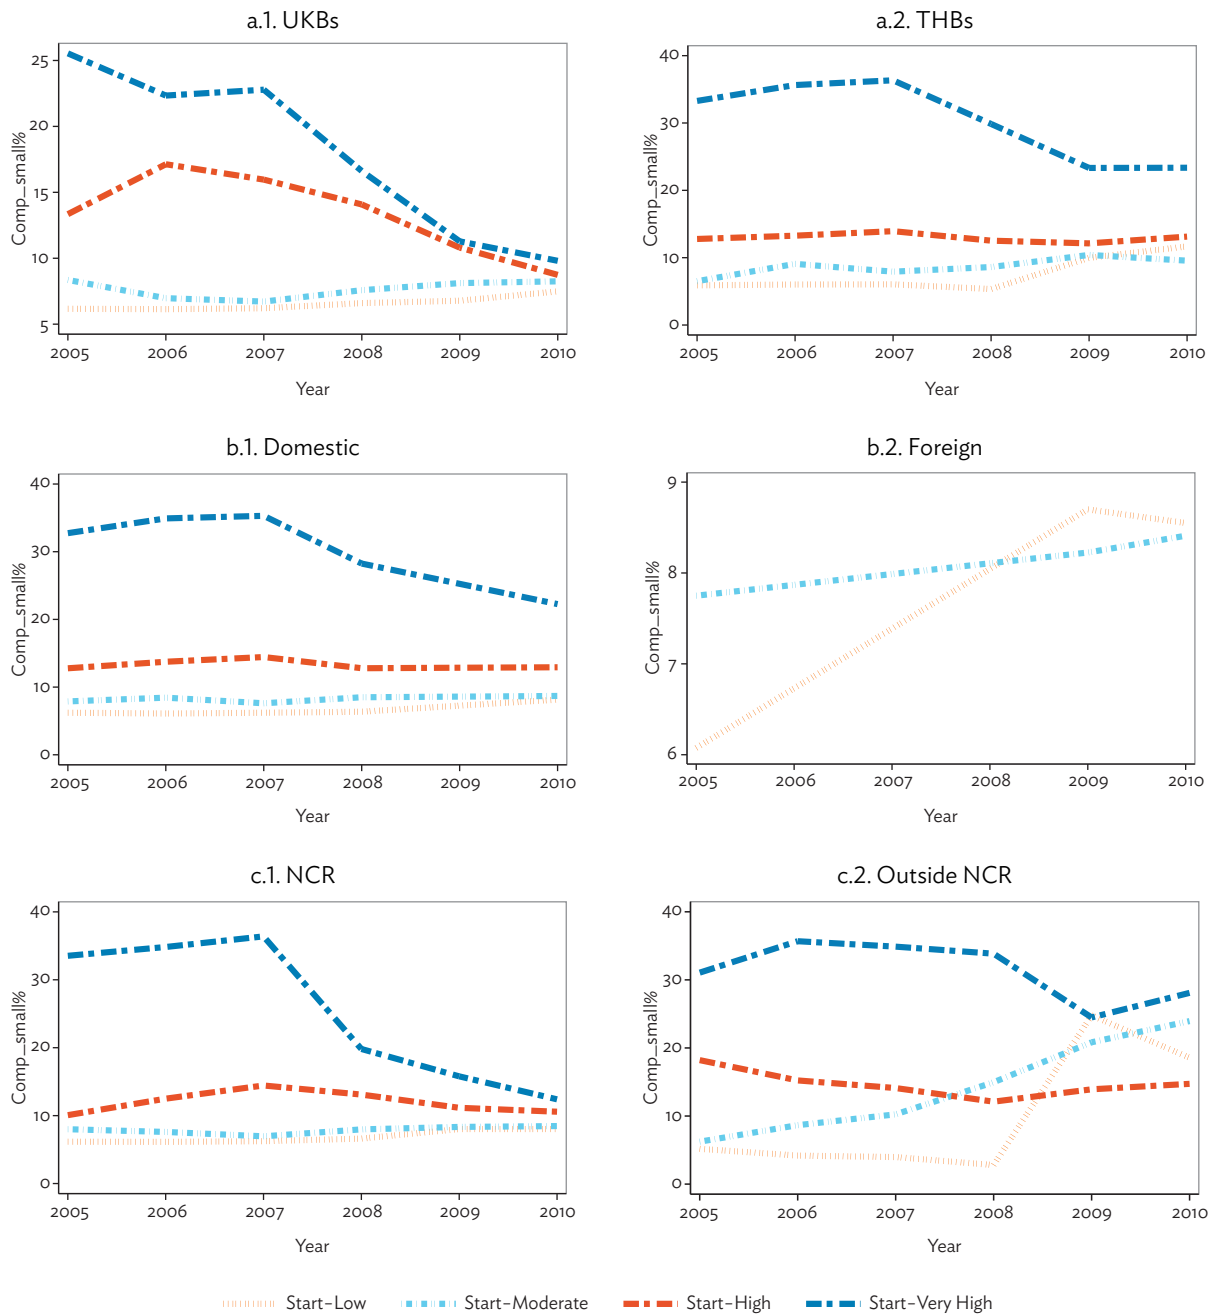 a.1. UKBs
Comp_small%
25
20
15
10
5
2005 2006 2007 2008 2009 2010
Year
a.2. THBs
Comp_small%
40
30
20
10
0
2005 2006 2007 2008 2009 2010
Year
b.1. Domestic
Comp_small%
40
30
20
10
0
2005 2006 2007 2008 2009 2010
Year
b.2. Foreign
Comp_small%
9
8
7
6
2005 2006 2007 2008 2009 2010
Year
c.1. NCR
Comp_small%
40
30
20
10
0
2005 2006 2007 2008 2009 2010
Year
c.2. Outside NCR
Comp_small%
40
30
20
10
0
2005 2006 2007 2008 2009 2010
Year
Start–Low Start–Moderate Start–High Start–Very High